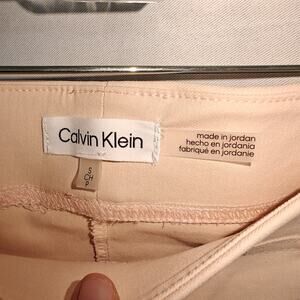 Calvin Klein
made in jordan
hecho en jordania
fabriqué en jordanie
S